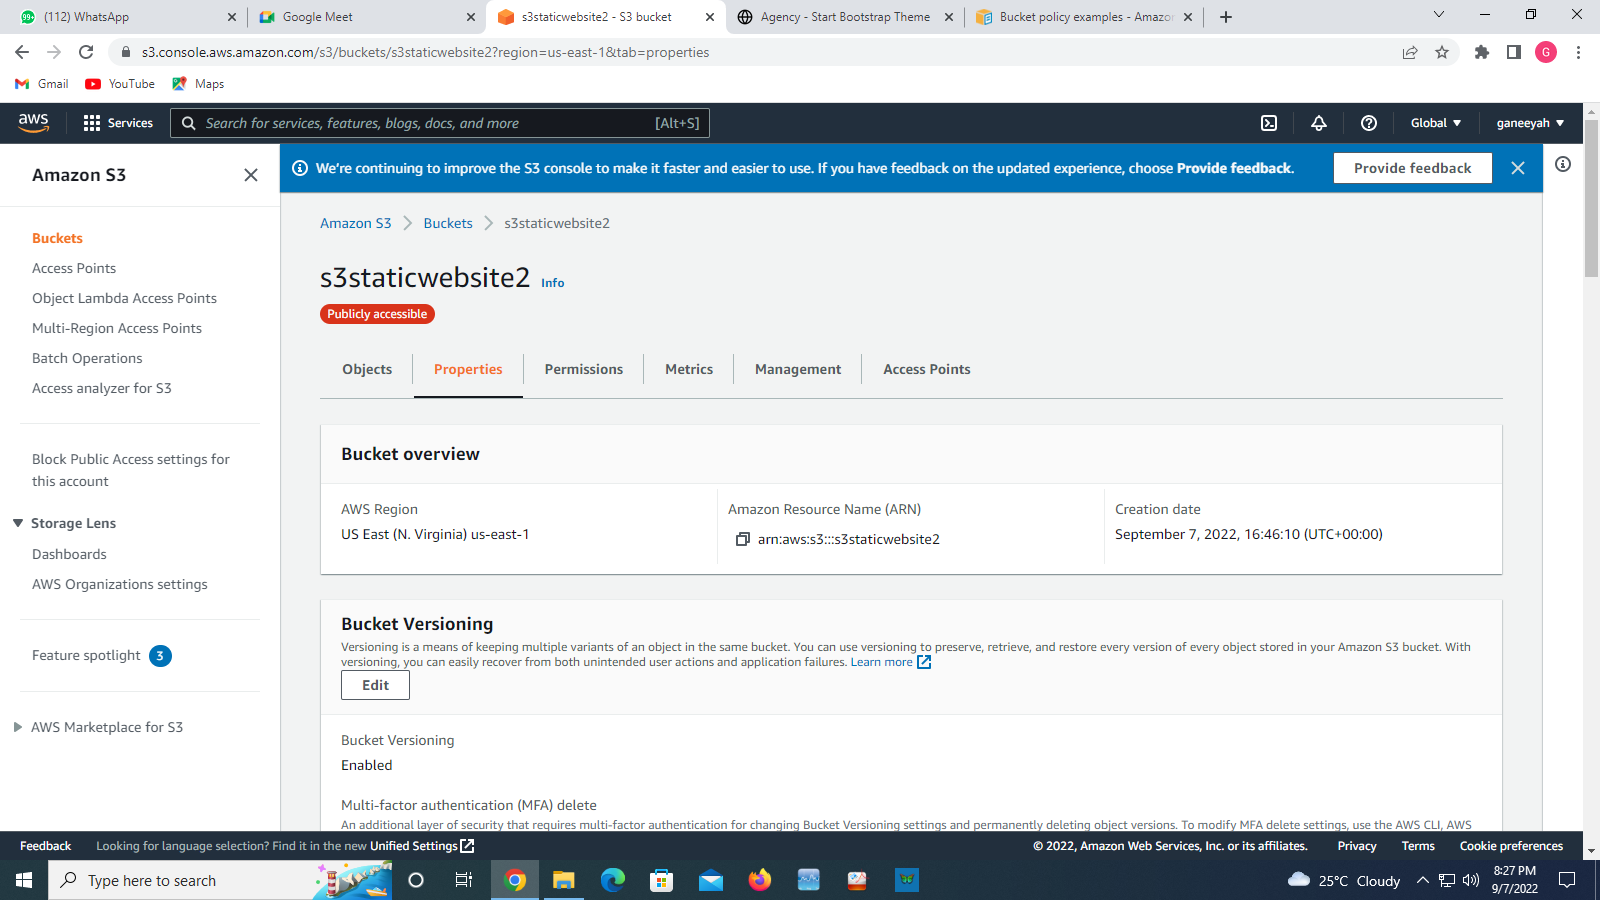 (112) WhatsApp
Google Meet
s3staticwebsite2 - S3 bucket
Agency - Start Bootstrap Theme
Bucket policy examples - Amazon
s3.console.aws.amazon.com/s3/buckets/s3staticwebsite2?region=us-east-1&tab=properties
G
Gmail
YouTube
Maps
aws
Services
Search for services, features, blogs, docs, and more
[Alt+S]
Global
ganeeyah
Amazon S3
We're continuing to improve the S3 console to make it faster and easier to use. If you have feedback on the updated experience, choose Provide feedback.
Provide feedback
Buckets
Access Points
Object Lambda Access Points
Multi-Region Access Points
Batch Operations
Access analyzer for S3
Block Public Access settings for
this account
Storage Lens
Dashboards
AWS Organizations settings
Feature spotlight 3
AWS Marketplace for S3
Amazon S3 > Buckets > s3staticwebsite2
s3staticwebsite2 Info
Publicly accessible
Objects
Properties
Permissions
Metrics
Management
Access Points
Bucket overview
AWS Region
US East (N. Virginia) us-east-1
Amazon Resource Name (ARN)
arn:aws:s3:::s3staticwebsite2
Creation date
September 7, 2022, 16:46:10 (UTC+00:00)
Bucket Versioning
Versioning is a means of keeping multiple variants of an object in the same bucket. You can use versioning to preserve, retrieve, and restore every version of every object stored in your Amazon S3 bucket. With
versioning, you can easily recover from both unintended user actions and application failures. Learn more
Edit
Bucket Versioning
Enabled
Multi-factor authentication (MFA) delete
An additional layer of security that requires multi-factor authentication for changing Bucket Versioning settings and permanently deleting object versions. To modify MFA delete settings, use the AWS CLI, AWS
Feedback
Looking for language selection? Find it in the new Unified Settings
© 2022, Amazon Web Services, Inc. or its affiliates.
Privacy
Terms
Cookie preferences
Type here to search
25°C Cloudy
8:27 PM
9/7/2022